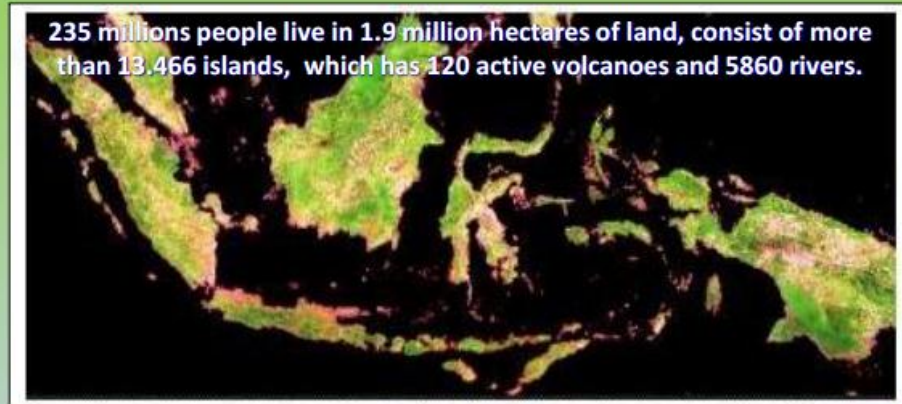 235 millions people live in 1.9 million hectares of land, consist of more
than 13.466 islands,  which has 120 active volcanoes and 5860 rivers.